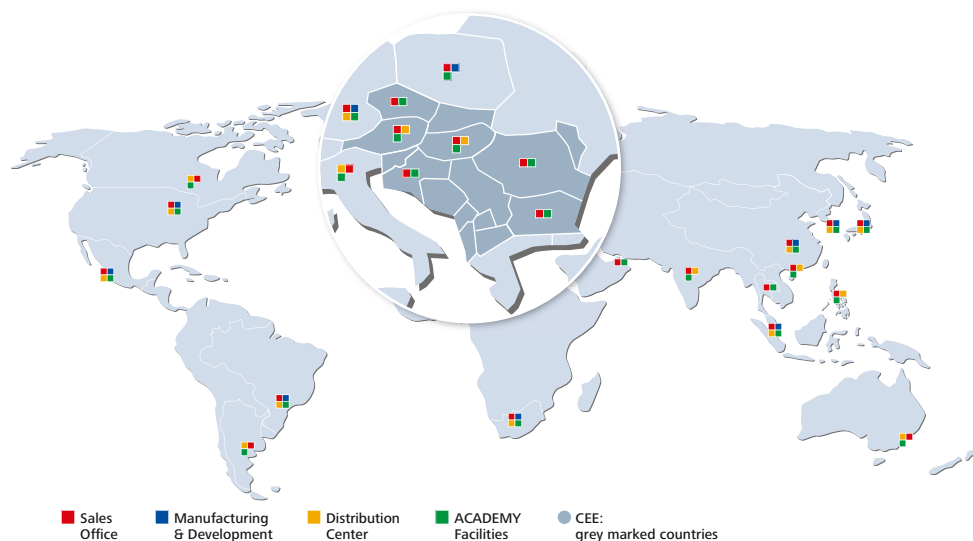 Sales
Office
Manufacturing
& Development
Distribution
Center
ACADEMY
Facilities
CEE:
grey marked countries